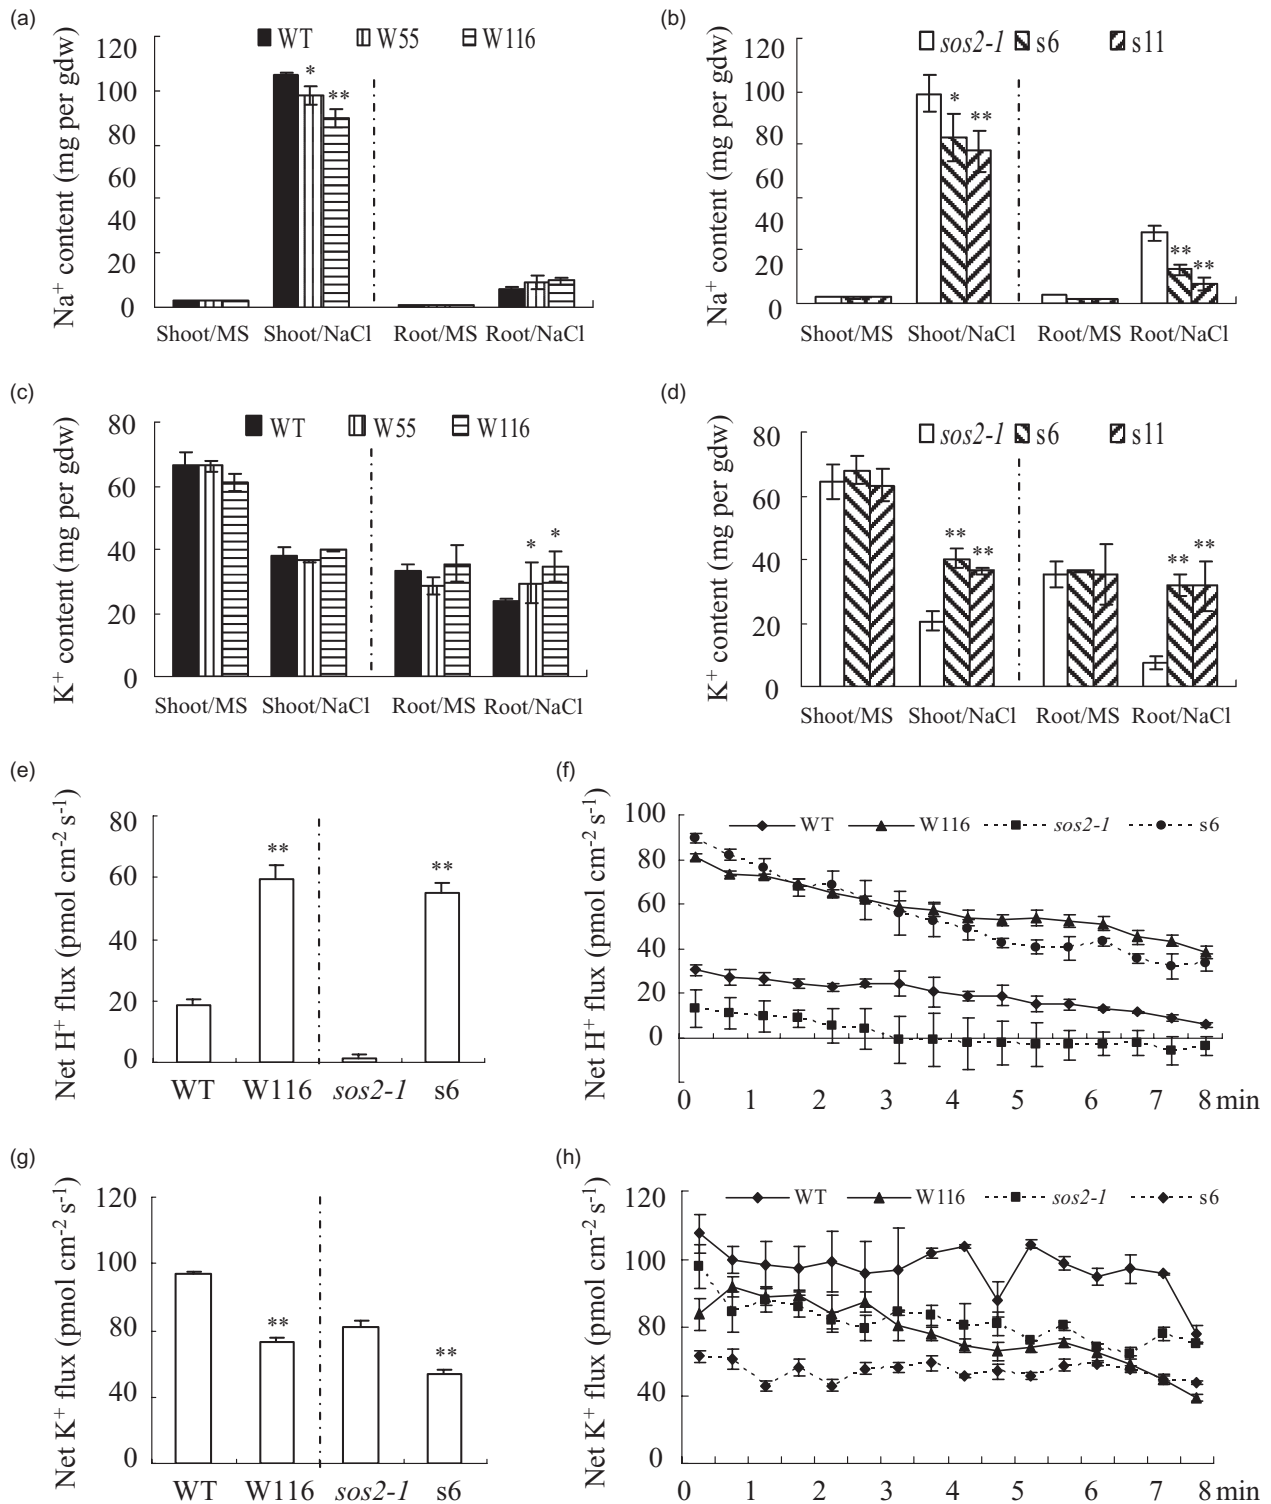 (a)
WT W55 W116
Na⁺ content (mg per gdw)
120
100
80
60
40
20
0
* **
Shoot/MS Shoot/NaCl Root/MS Root/NaCl
(b)
sos2-1 s6 s11
Na⁺ content (mg per gdw)
120
100
80
60
40
20
0
* ** ** **
Shoot/MS Shoot/NaCl Root/MS Root/NaCl
(c)
WT W55 W116
K⁺ content (mg per gdw)
80
60
40
20
0
* *
Shoot/MS Shoot/NaCl Root/MS Root/NaCl
(d)
sos2-1 s6 s11
K⁺ content (mg per gdw)
80
60
40
20
0
** ** ** **
Shoot/MS Shoot/NaCl Root/MS Root/NaCl
(e)
Net H⁺ flux (pmol cm⁻² s⁻¹)
80
60
40
20
0
** **
WT W116 sos2-1 s6
(f)
Net H⁺ flux (pmol cm⁻² s⁻¹)
100
80
60
40
20
0
WT W116 sos2-1 s6
0 1 2 3 4 5 6 7 8 min
(g)
Net K⁺ flux (pmol cm⁻² s⁻¹)
120
100
80
40
0
** **
WT W116 sos2-1 s6
(h)
Net K⁺ flux (pmol cm⁻² s⁻¹)
120
100
80
40
0
WT W116 sos2-1 s6
0 1 2 3 4 5 6 7 8 min